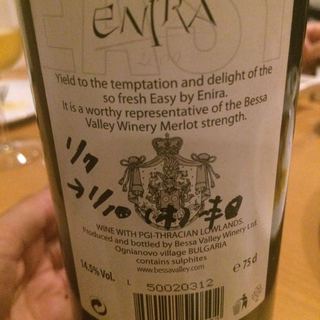 EASY
ENIRA
Yield to the temptation and delight of the
so fresh Easy by Enira.
It is a worthy representative of the Bessa
Valley Winery Merlot strength.
WINE WITH PGI-THRACIAN LOWLANDS.
Produced and bottled by Bessa Valley Winery Ltd.
Ognianovo village BULGARIA
contains sulphites
www.bessavalley.com
14.5% Vol.
75 cl
L 50020312